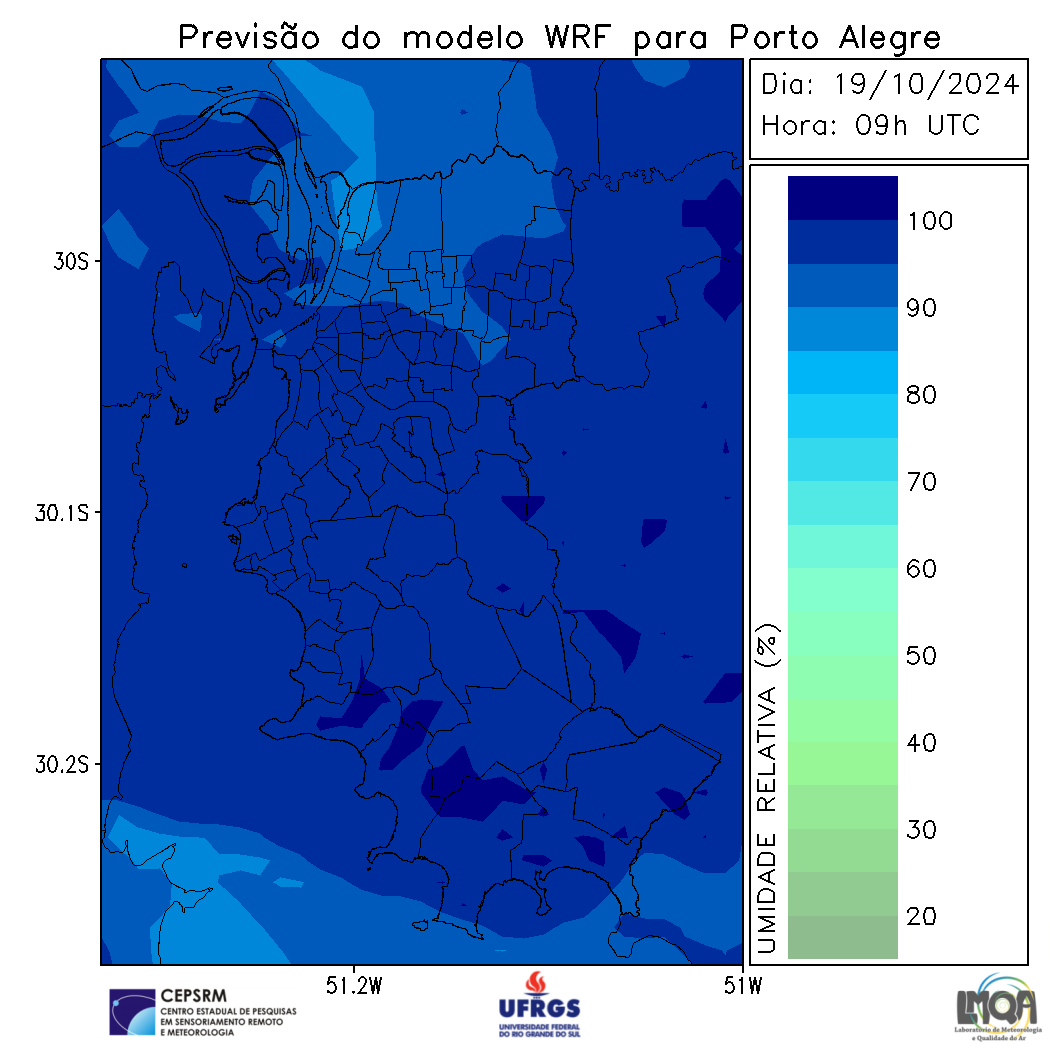 Previsão do modelo WRF para Porto Alegre
Dia: 19/10/2024
Hora: 09h UTC
100
90
80
70
60
50
40
30
20
UMIDADE RELATIVA (%)
30S
30.1S
30.2S
51.2W
51W
CEPSRM
CENTRO ESTADUAL DE PESQUISAS
EM SENSORIAMENTO REMOTO
E METEOROLOGIA
UFRGS
UNIVERSIDADE FEDERAL
DO RIO GRANDE DO SUL
LMQA
Laboratório de Meteorologia
e Qualidade do Ar